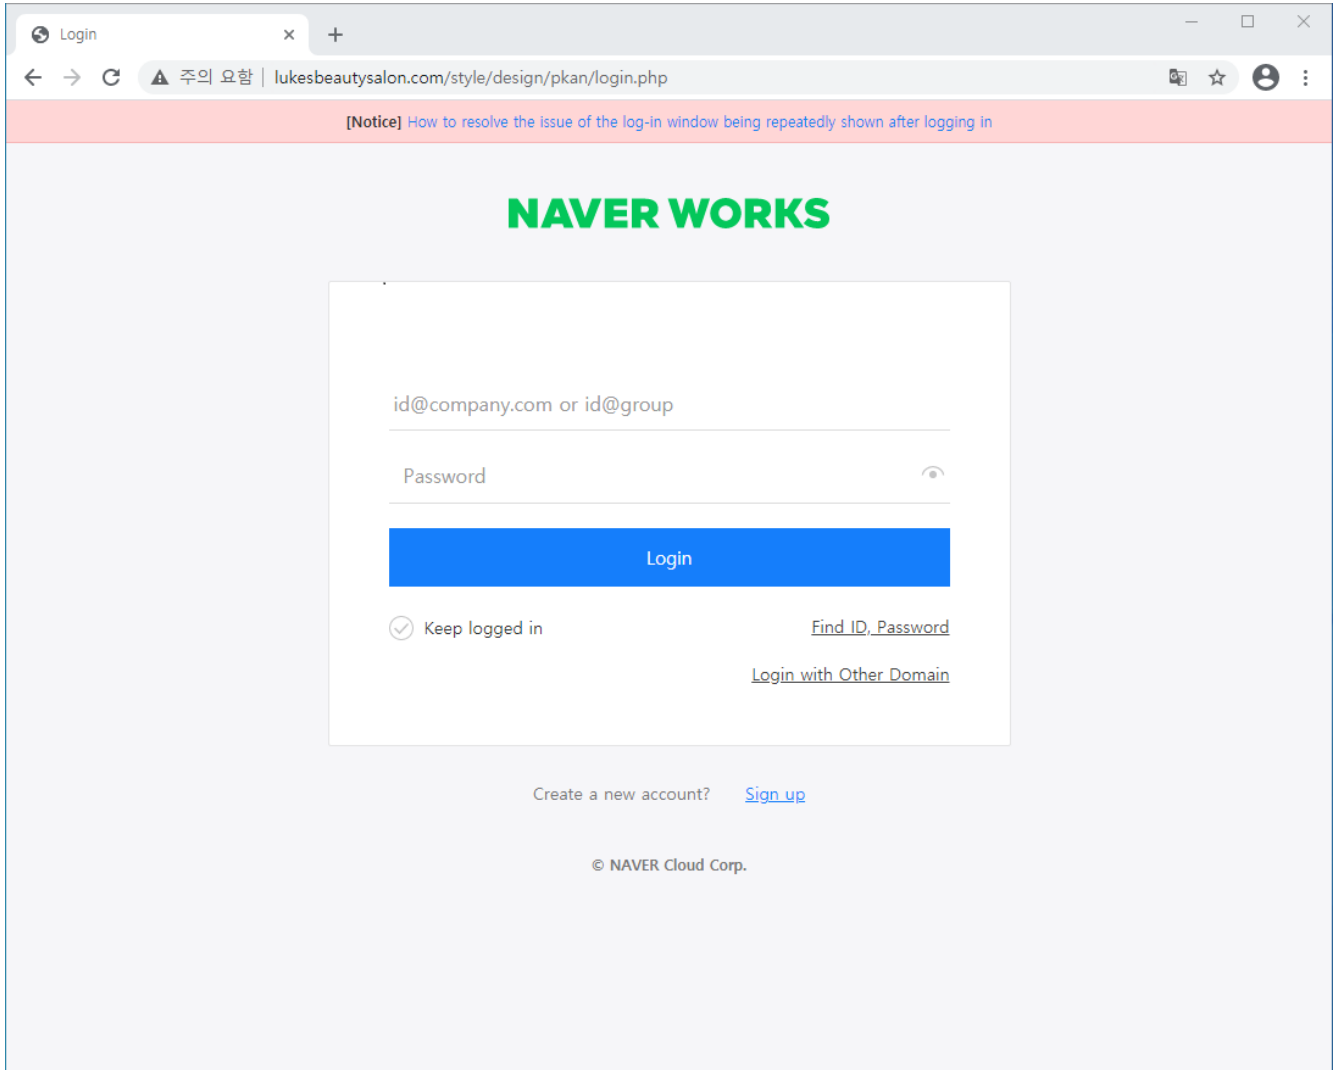 Login
주의 요함 | lukesbeautysalon.com/style/design/pkan/login.php
[Notice] How to resolve the issue of the log-in window being repeatedly shown after logging in
NAVER WORKS
id@company.com or id@group
Password
Login
Keep logged in
Find ID, Password
Login with Other Domain
Create a new account? Sign up
© NAVER Cloud Corp.